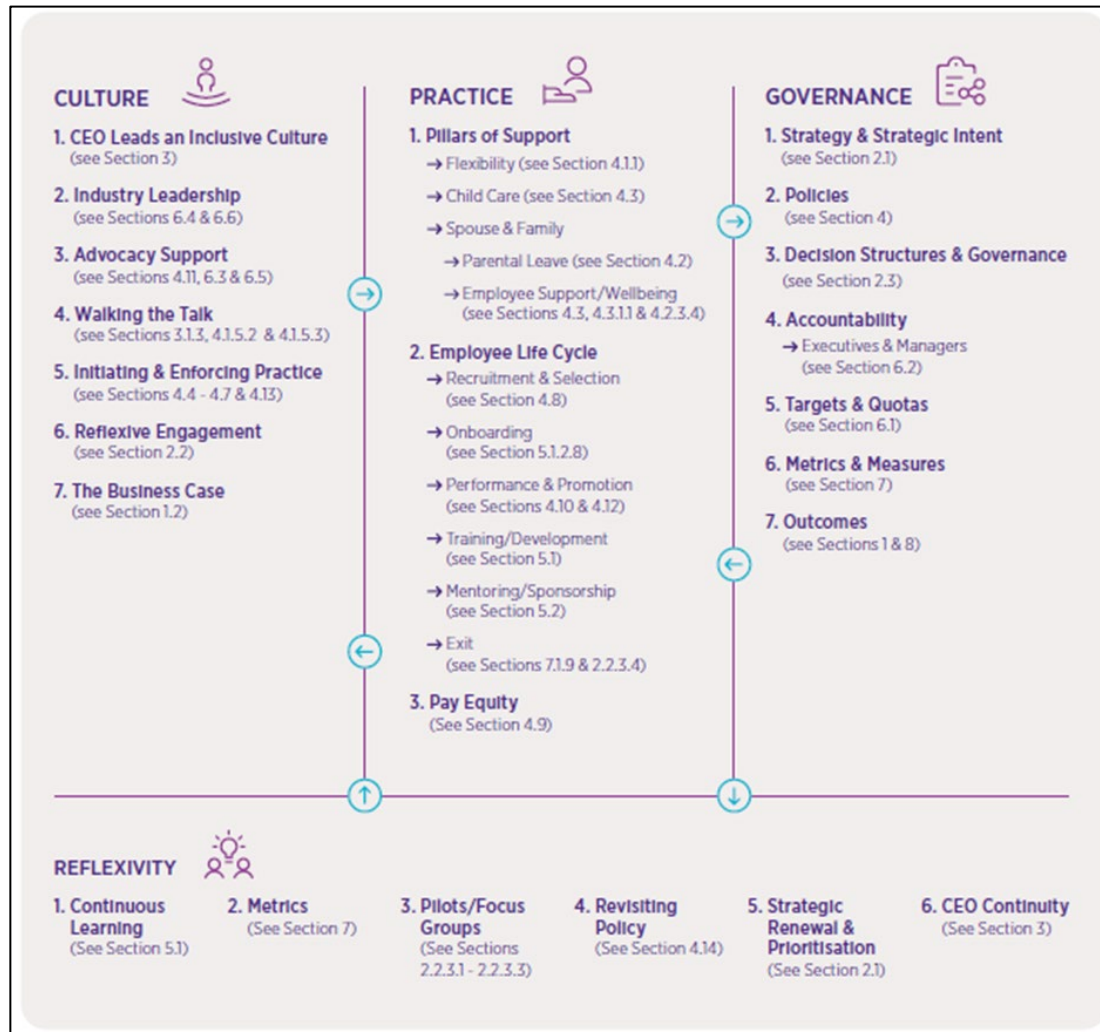 CULTURE
1. CEO Leads an Inclusive Culture
(see Section 3)
2. Industry Leadership
(see Sections 6.4 & 6.6)
3. Advocacy Support
(see Sections 4.11, 6.3 & 6.5)
4. Walking the Talk
(see Sections 3.1.3, 4.1.5.2 & 4.1.5.3)
5. Initiating & Enforcing Practice
(see Sections 4.4 - 4.7 & 4.13)
6. Reflexive Engagement
(see Section 2.2)
7. The Business Case
(see Section 1.2)
PRACTICE
1. Pillars of Support
→ Flexibility (see Section 4.1.1)
→ Child Care (see Section 4.3)
→ Spouse & Family
→ Parental Leave (see Section 4.2)
→ Employee Support/Wellbeing
(see Sections 4.3, 4.3.1.1 & 4.2.3.4)
2. Employee Life Cycle
→ Recruitment & Selection
(see Section 4.8)
→ Onboarding
(see Section 5.1.2.8)
→ Performance & Promotion
(see Sections 4.10 & 4.12)
→ Training/Development
(see Section 5.1)
→ Mentoring/Sponsorship
(see Section 5.2)
→ Exit
(see Sections 7.1.9 & 2.2.3.4)
3. Pay Equity
(See Section 4.9)
GOVERNANCE
1. Strategy & Strategic Intent
(see Section 2.1)
2. Policies
(see Section 4)
3. Decision Structures & Governance
(see Section 2.3)
4. Accountability
→ Executives & Managers
(see Section 6.2)
5. Targets & Quotas
(see Section 6.1)
6. Metrics & Measures
(see Section 7)
7. Outcomes
(see Sections 1 & 8)
REFLEXIVITY
1. Continuous
Learning
(See Section 5.1)
2. Metrics
(See Section 7)
3. Pilots/Focus
Groups
(See Sections
2.2.3.1 - 2.2.3.3)
4. Revisiting
Policy
(See Section 4.14)
5. Strategic
Renewal &
Prioritisation
(See Section 2.1)
6. CEO Continuity
(See Section 3)